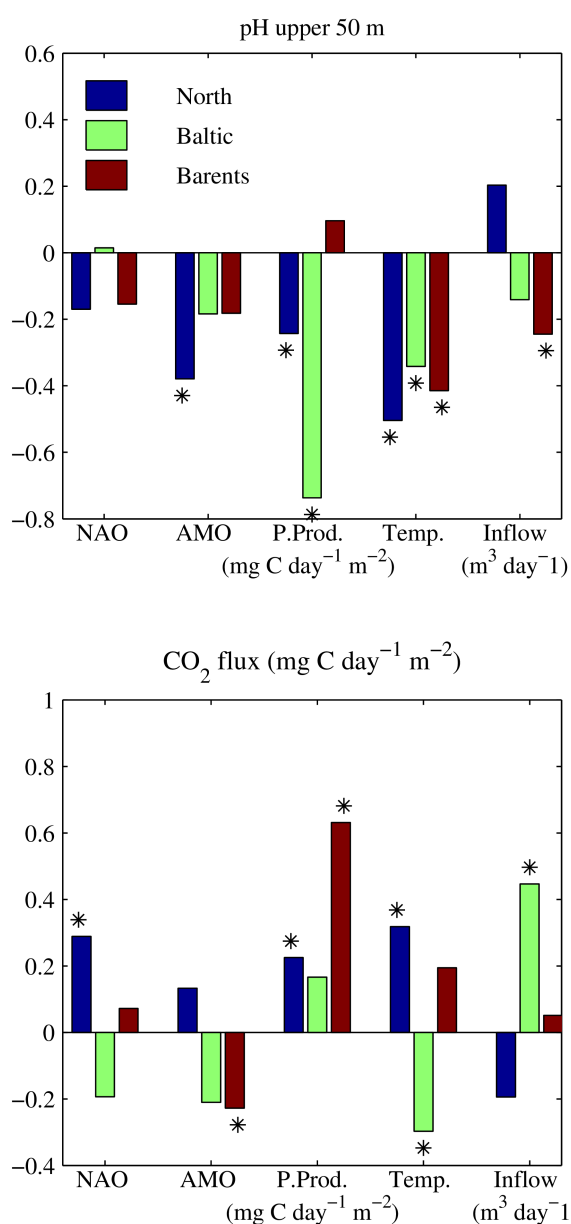 pH upper 50 m
0.6
North
Baltic
Barents
0.4
0.2
0
−0.2
−0.4
−0.6
−0.8
NAO AMO P.Prod. Temp. Inflow
(mg C day⁻¹ m⁻²) (m³ day⁻1)
CO₂ flux (mg C day⁻¹ m⁻²)
1
0.8
0.6
0.4
0.2
0
−0.2
−0.4
NAO AMO P.Prod. Temp. Inflow
(mg C day⁻¹ m⁻²) (m³ day⁻1